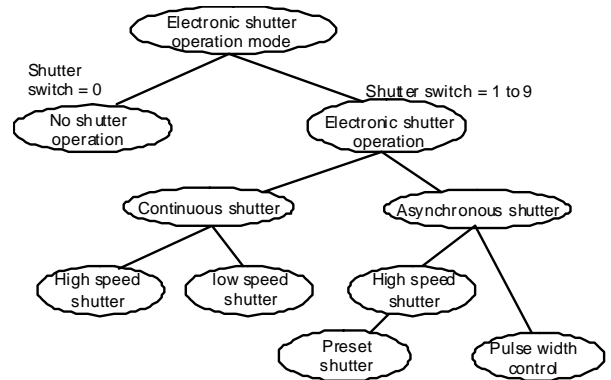 Electronic shutter
operation mode
Shutter
switch = 0
Shutter switch = 1 to 9
No shutter
operation
Electronic shutter
operation
Continuous shutter
Asynchronous shutter
High speed
shutter
low speed
shutter
High speed
shutter
Preset
shutter
Pulse width
control